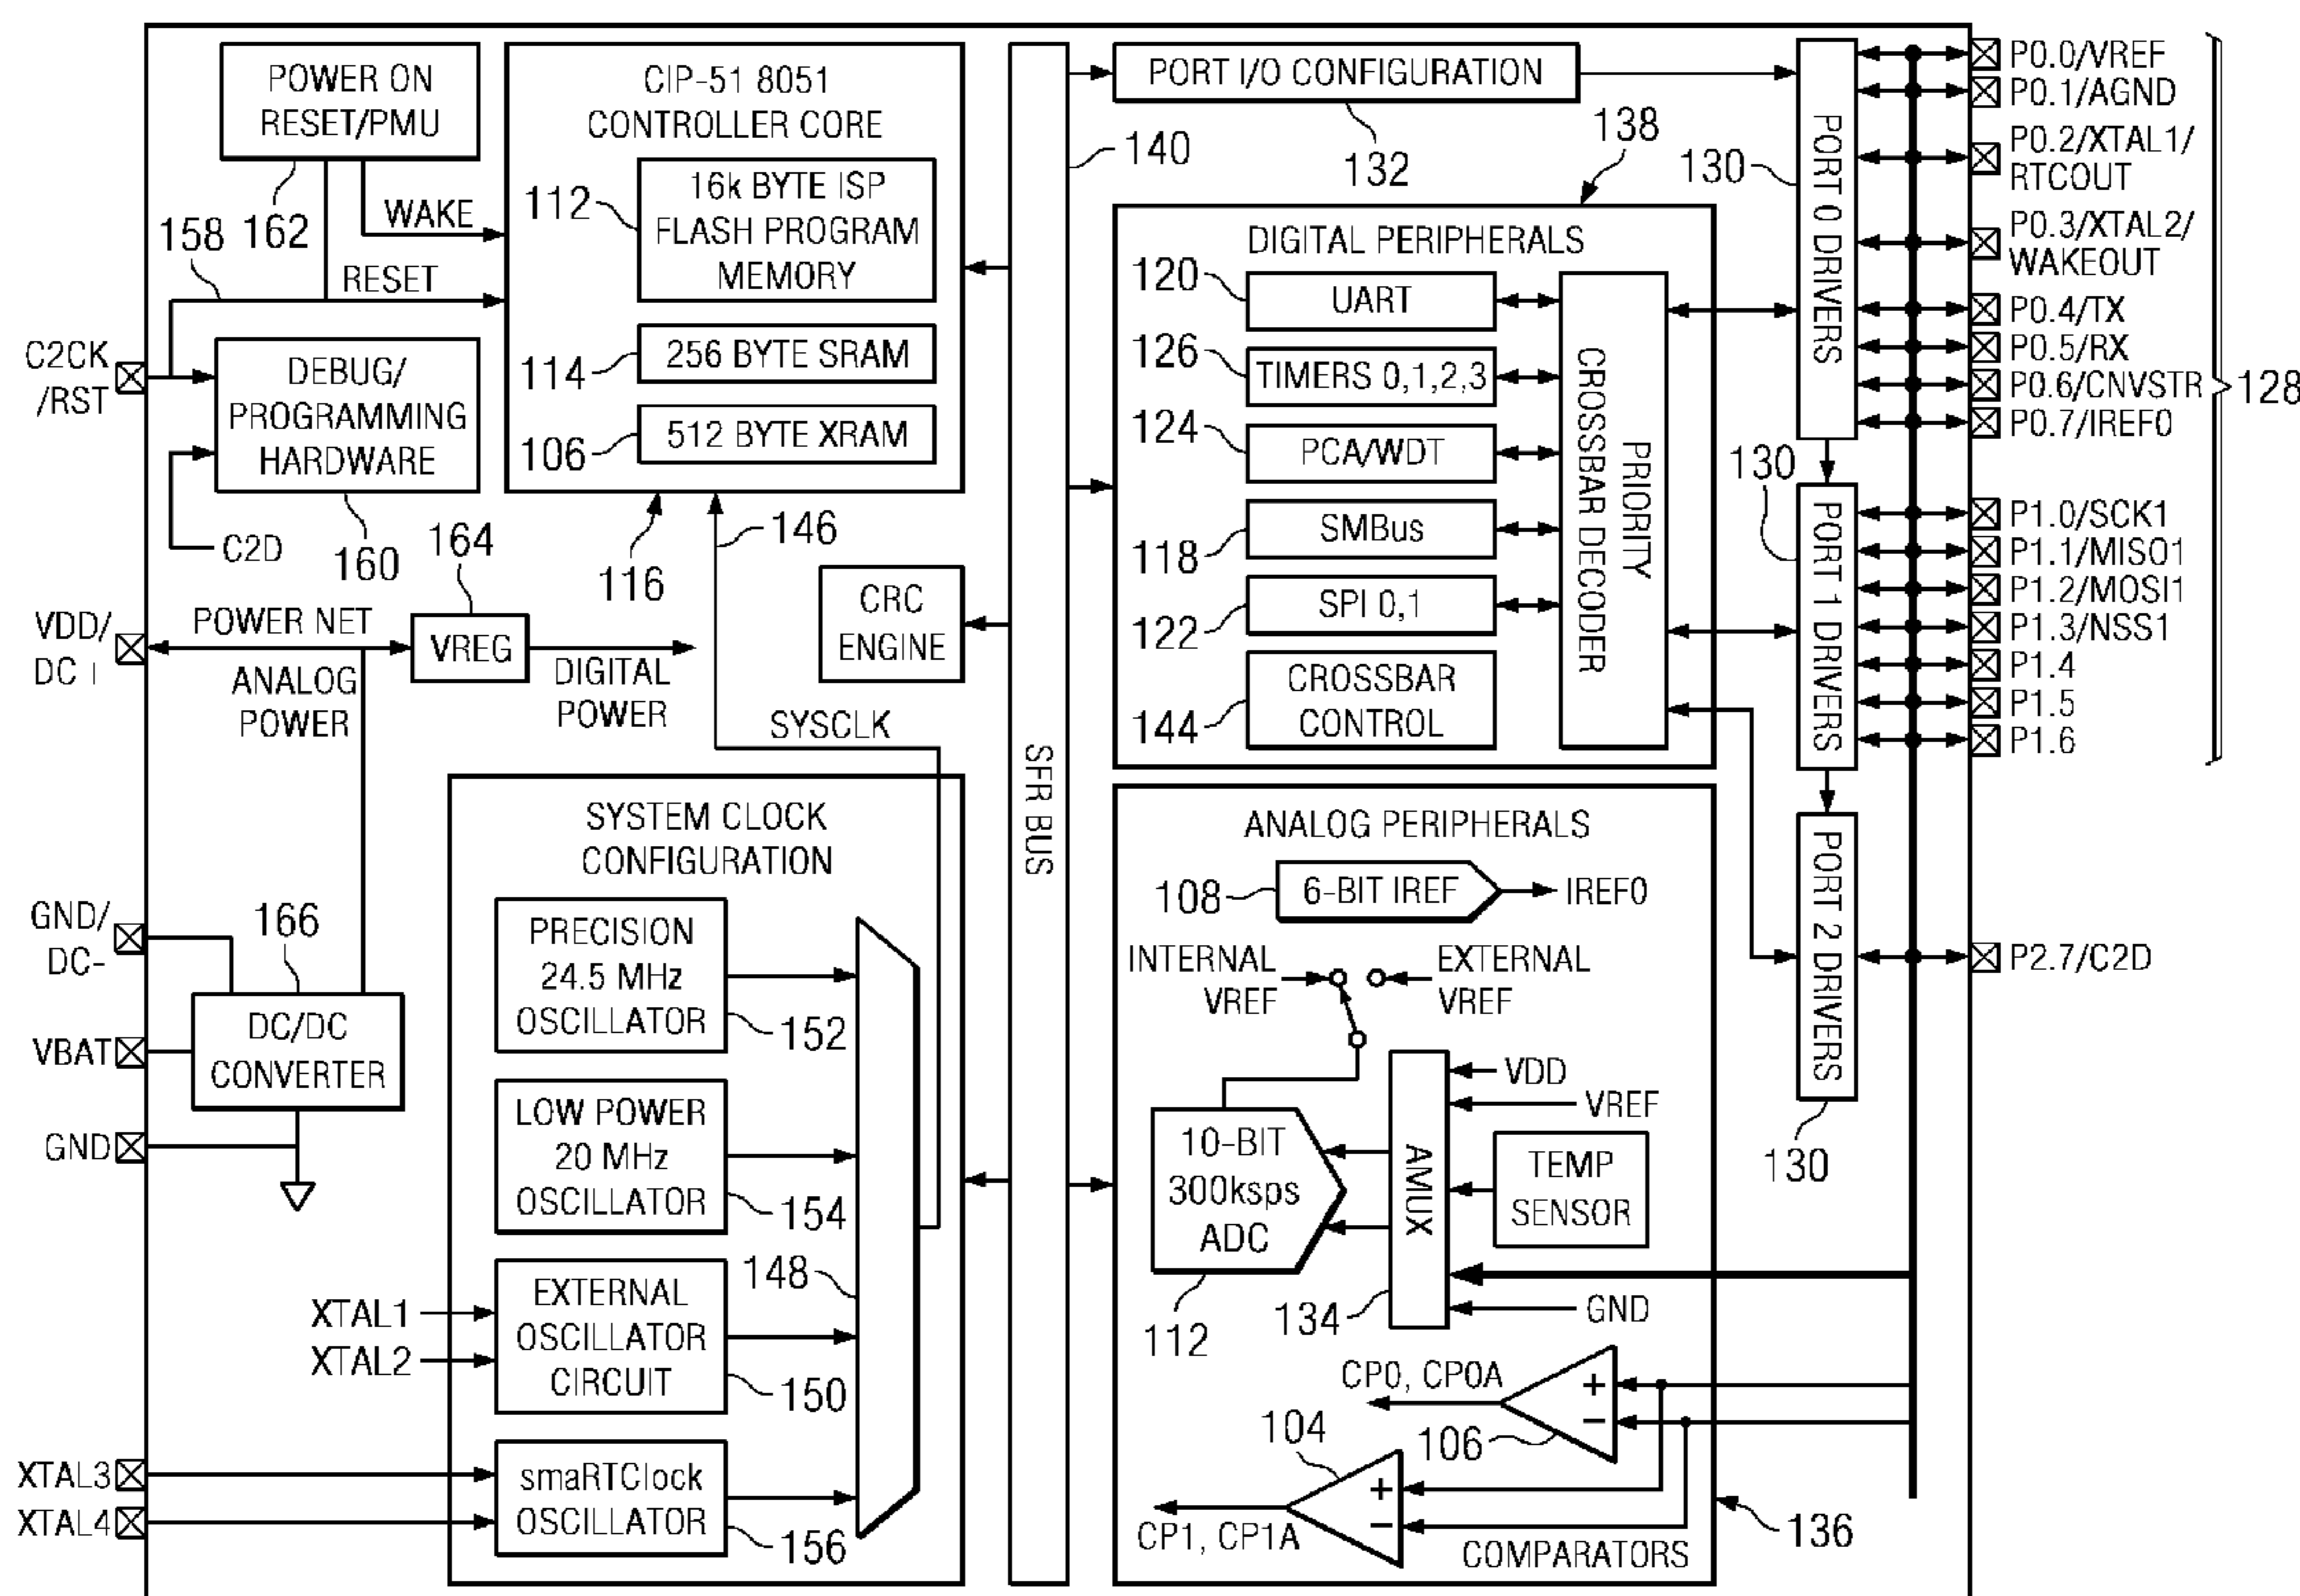 POWER ON
RESET/PMU
162
158
WAKE
RESET
C2CK
/RST
DEBUG/
PROGRAMMING
HARDWARE
C2D
160
CIP-51 8051
CONTROLLER CORE
112
16k BYTE ISP
FLASH PROGRAM
MEMORY
114
256 BYTE SRAM
106
512 BYTE XRAM
116
146
VDD/
POWER NET
164
VREG
ANALOG
POWER
DIGITAL
POWER
SYSCLK
CRC
ENGINE
GND/
DC-
166
VBAT
DC/DC
CONVERTER
GND
SYSTEM CLOCK
CONFIGURATION
PRECISION
24.5 MHz
OSCILLATOR
152
LOW POWER
20 MHz
OSCILLATOR
154
148
XTAL1
XTAL2
EXTERNAL
OSCILLATOR
CIRCUIT
150
XTAL3
XTAL4
smaRTClock
OSCILLATOR
156
SFR BUS
140
PORT I/O CONFIGURATION
132
138
DIGITAL PERIPHERALS
120
UART
126
TIMERS 0,1,2,3
124
PCA/WDT
118
SMBus
122
SPI 0,1
144
CROSSBAR
CONTROL
PRIORITY
CROSSBAR DECODER
ANALOG PERIPHERALS
108
6-BIT IREF
IREF0
INTERNAL
VREF
EXTERNAL
VREF
10-BIT
300ksps
ADC
112
AMUX
134
VDD
VREF
TEMP
SENSOR
GND
CP0, CP0A
106
104
CP1, CP1A
COMPARATORS
136
130
PORT 0 DRIVERS
130
PORT 1 DRIVERS
PORT 2 DRIVERS
130
P0.0/VREF
P0.1/AGND
P0.2/XTAL1/
RTCOUT
P0.3/XTAL2/
WAKEOUT
P0.4/TX
P0.5/RX
P0.6/CNVSTR
P0.7/IREF0
128
P1.0/SCK1
P1.1/MISO1
P1.2/MOSI1
P1.3/NSS1
P1.4
P1.5
P1.6
P2.7/C2D